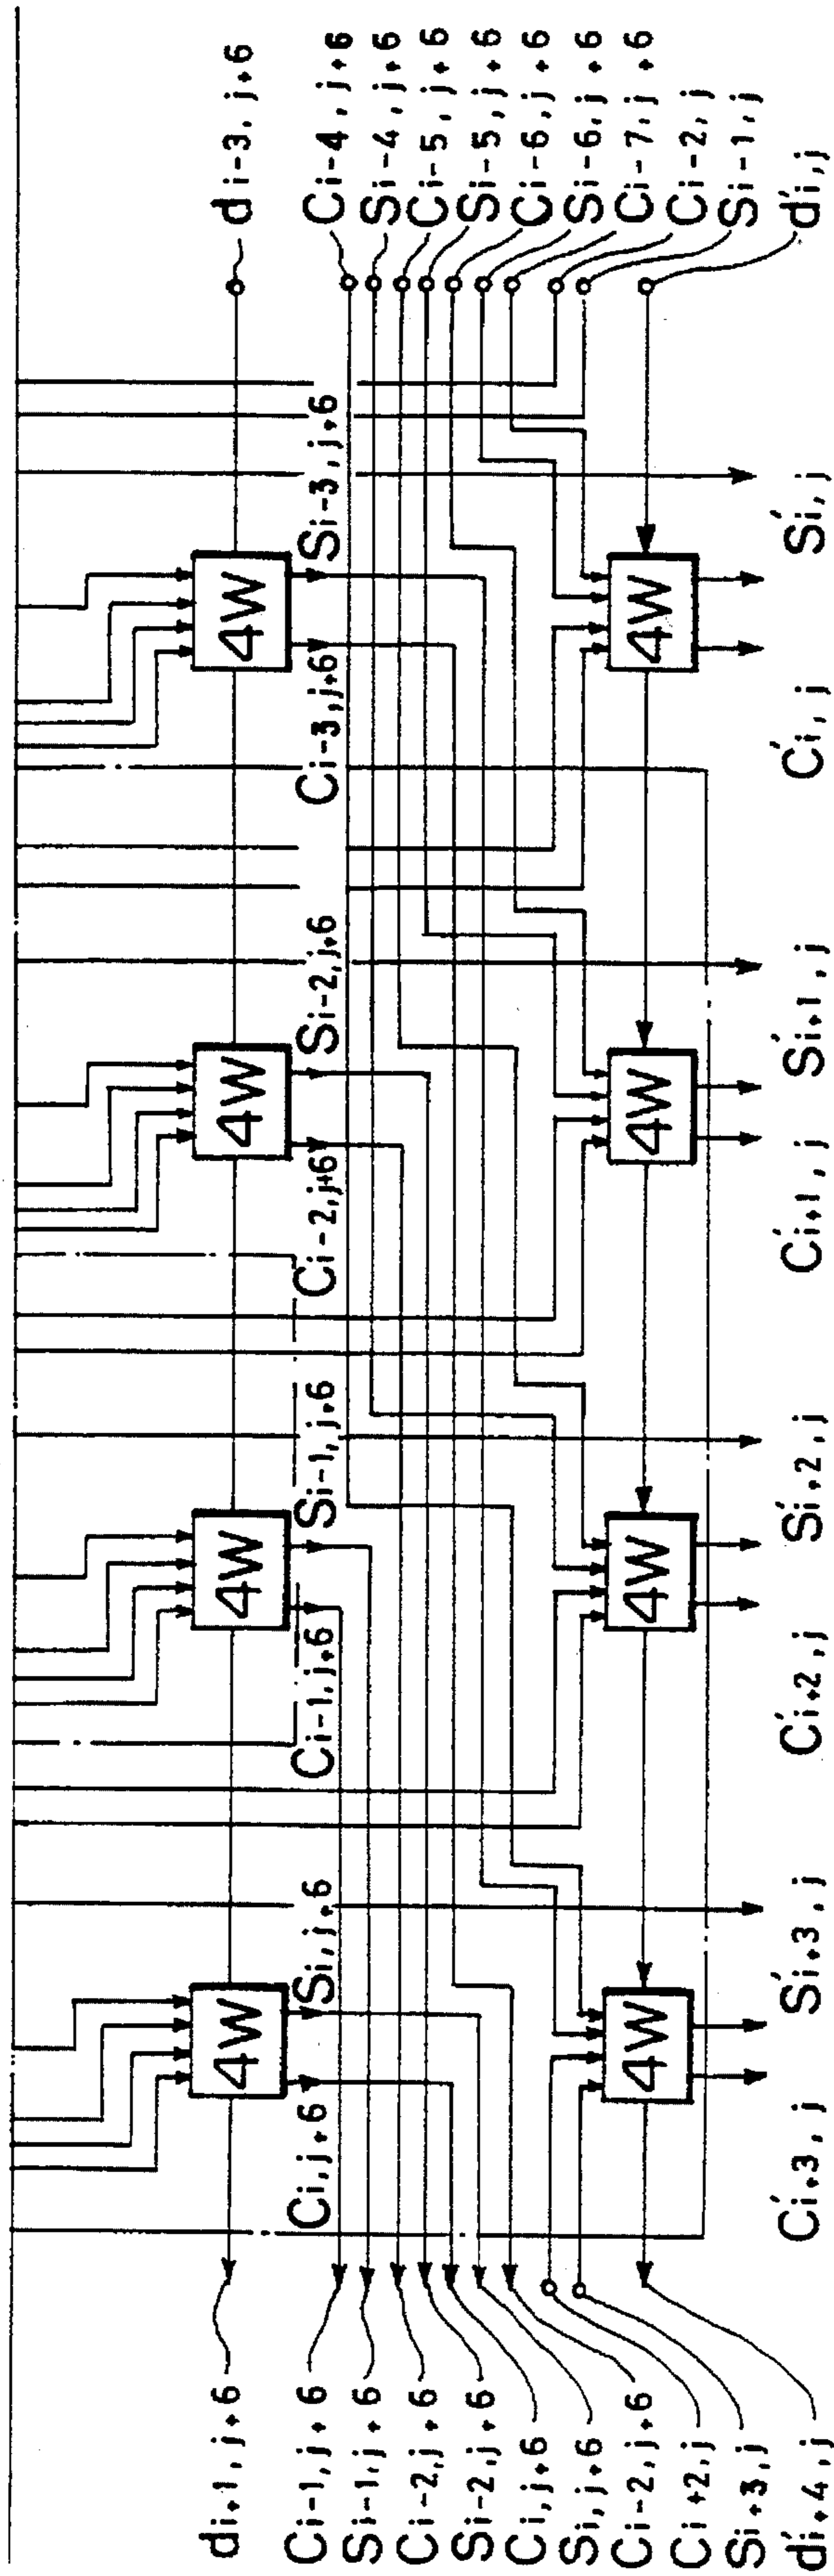 di-3, j+6
Ci-4, j+6
Si-4, j+6
Ci-5, j+6
Si-5, j+6
Ci-6, j+6
Si-6, j+6
Ci-7, j+6
Ci-2, j
Si-1, j
d'i, j
4W
Si-3, j+6
Ci-3, j+6
4W
S'i, j
C'i, j
4W
Si-2, j+6
Ci-2, j+6
4W
S'i+1, j
C'i+1, j
4W
Si-1, j+6
Ci-1, j+6
4W
S'i+2, j
C'i+2, j
4W
Si, j+6
Ci, j+6
4W
S'i+3, j
C'i+3, j
di+1, j+6
Ci-1, j+6
Si-1, j+6
Ci-2, j+6
Si-2, j+6
Ci, j+6
Si, j+6
Ci-2, j+6
Ci+2, j
Si+3, j
d'i+4, j